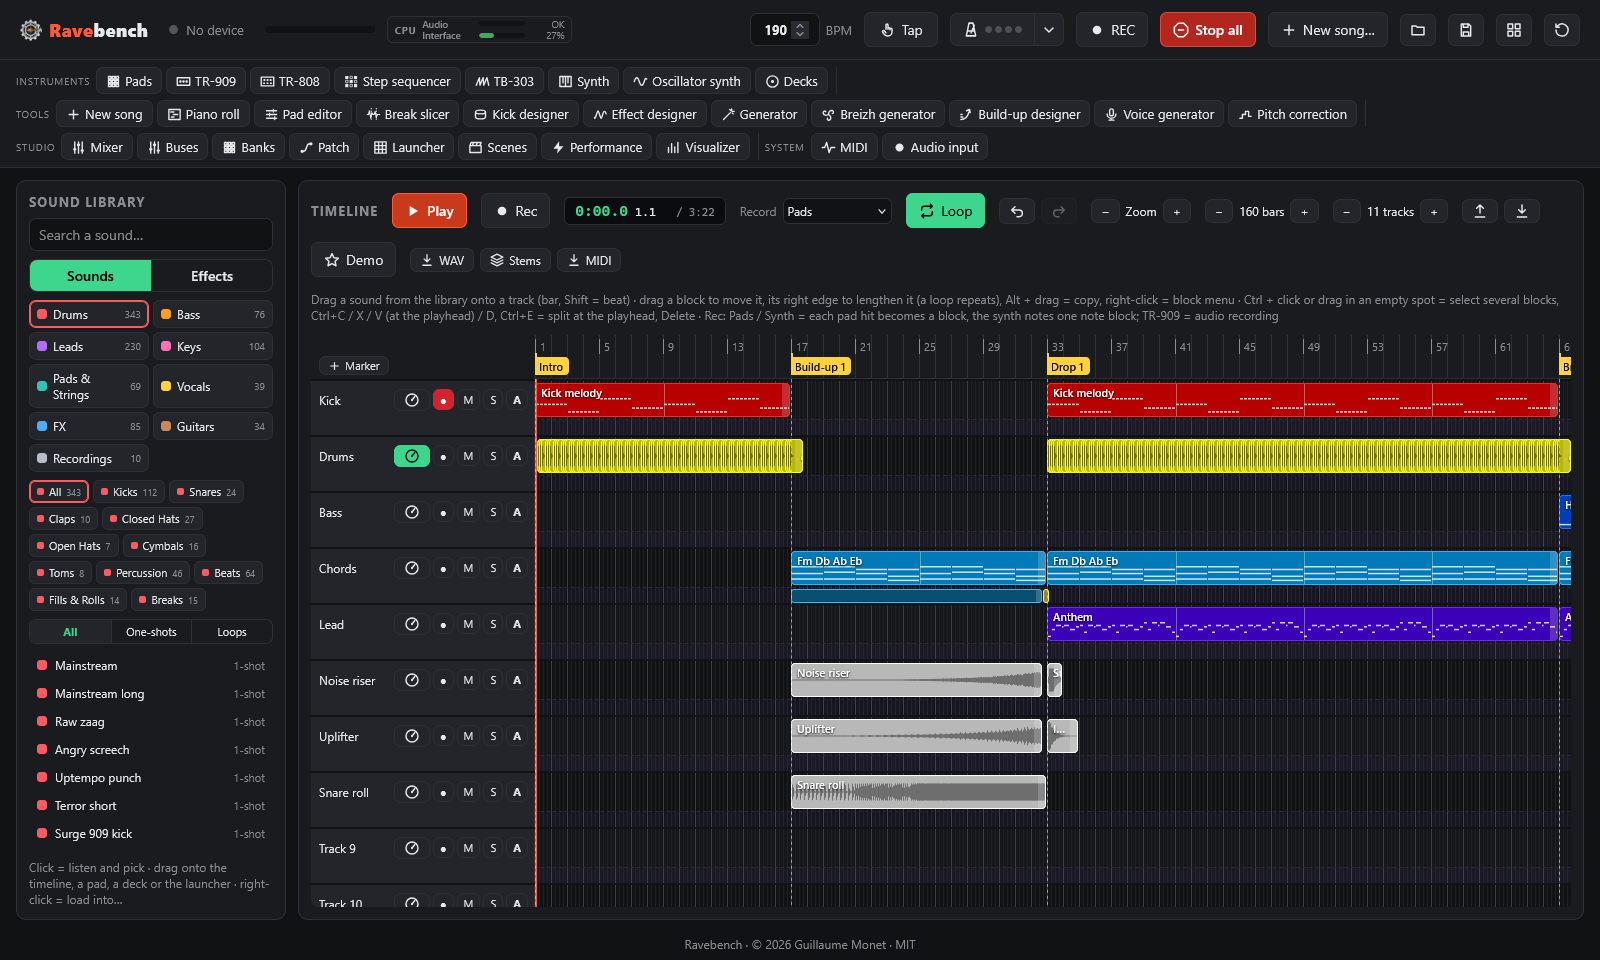 Ravebench
No device
CPU
Audio Interface
OK
27%
190
BPM
Tap
REC
Stop all
New song...
INSTRUMENTS
Pads
TR-909
TR-808
Step sequencer
TB-303
Synth
Oscillator synth
Decks
TOOLS
New song
Piano roll
Pad editor
Break slicer
Kick designer
Effect designer
Generator
Breizh generator
Build-up designer
Voice generator
Pitch correction
STUDIO
Mixer
Buses
Banks
Patch
Launcher
Scenes
Performance
Visualizer
SYSTEM
MIDI
Audio input
SOUND LIBRARY
Search a sound...
Sounds
Effects
Drums 343
Bass 76
Leads 230
Keys 104
Pads & Strings 69
Vocals 39
FX 85
Guitars 34
Recordings 10
All 343
Kicks 112
Snares 24
Claps 10
Closed Hats 27
Open Hats 7
Cymbals 16
Toms 8
Percussion 46
Beats 64
Fills & Rolls 14
Breaks 15
All
One-shots
Loops
Mainstream 1-shot
Mainstream long 1-shot
Raw zaag 1-shot
Angry screech 1-shot
Uptempo punch 1-shot
Terror short 1-shot
Surge 909 kick 1-shot
Click = listen and pick · drag onto the
timeline, a pad, a deck or the launcher · right-
click = load into...
TIMELINE
Play
Rec
0:00.0 1.1 / 3:22
Record
Pads
Loop
− Zoom +
− 160 bars +
− 11 tracks +
Demo
WAV
Stems
MIDI
Drag a sound from the library onto a track (bar, Shift = beat) · drag a block to move it, its right edge to lengthen it (a loop repeats), Alt + drag = copy, right-click = block menu · Ctrl + click or drag in an empty spot = select several blocks,
Ctrl+C / X / V (at the playhead) / D, Ctrl+E = split at the playhead, Delete · Rec: Pads / Synth = each pad hit becomes a block, the synth notes one note block; TR-909 = audio recording
+ Marker
1 5 9 13 17 21 25 29 33 37 41 45 49 53 57 61 6
Intro
Build-up 1
Drop 1
B
Kick M S A
Kick melody
Kick melody
Drums M S A
Bass M S A
H
Chords M S A
Fm Db Ab Eb
Fm Db Ab Eb
F
Lead M S A
Anthem
A
Noise riser M S A
Noise riser
S
Uplifter M S A
Uplifter
I...
Snare roll M S A
Snare roll
Track 9 M S A
Track 10 M S A
Ravebench · © 2026 Guillaume Monet · MIT